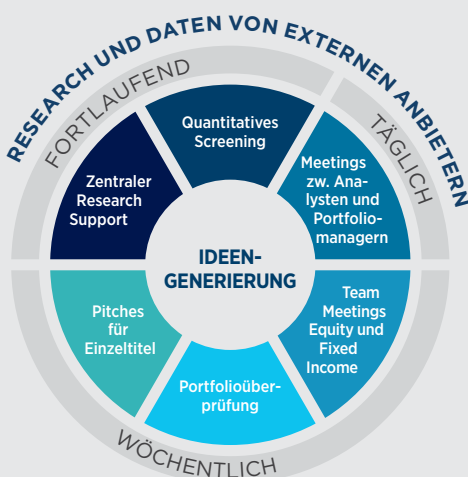 RESEARCH UND DATEN VON EXTERNEN ANBIETERN
FORTLAUFEND
TÄGLICH
Quantitatives
Screening
Meetings
zw. Ana-
lysten und
Portfolio-
managern
Zentraler
Research
Support
IDEEN-
GENERIERUNG
Team
Meetings
Equity und
Fixed
Income
Pitches
für
Einzeltitel
Portfolioüber-
prüfung
WÖCHENTLICH